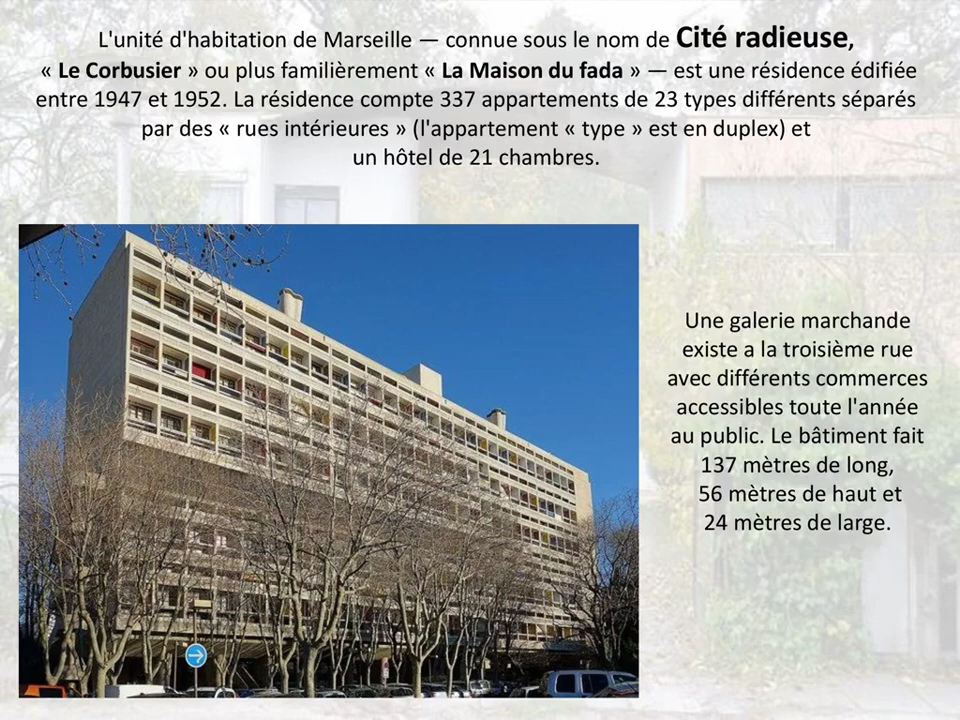 L'unité d'habitation de Marseille — connue sous le nom de Cité radieuse,
« Le Corbusier » ou plus familièrement « La Maison du fada » — est une résidence édifiée
entre 1947 et 1952. La résidence compte 337 appartements de 23 types différents séparés
par des « rues intérieures » (l'appartement « type » est en duplex) et
un hôtel de 21 chambres.
Une galerie marchande
existe a la troisième rue
avec différents commerces
accessibles toute l'année
au public. Le bâtiment fait
137 mètres de long,
56 mètres de haut et
24 mètres de large.